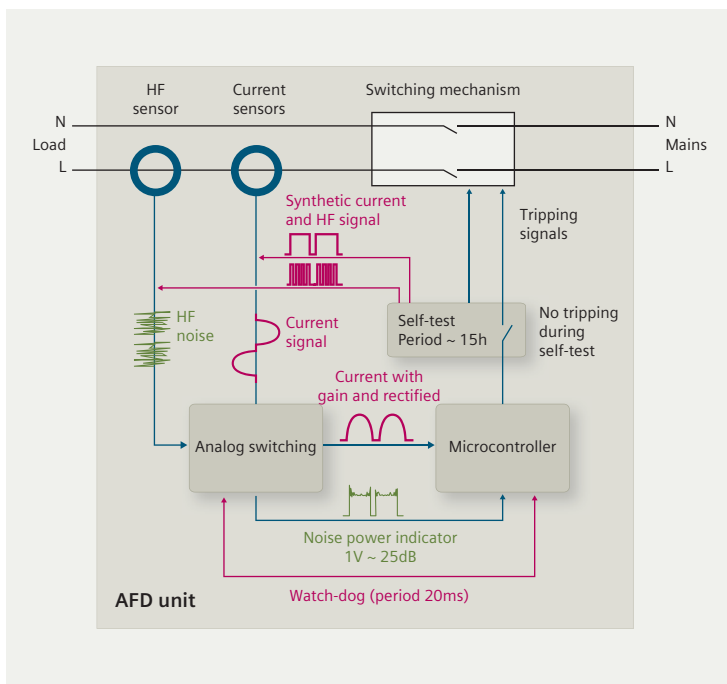 HF
sensor
Current
sensors
Switching mechanism
N
Load
L
N
Mains
L
Synthetic current
and HF signal
Tripping
signals
HF
noise
Current
signal
Self-test
Period ~ 15h
No tripping
during
self-test
Current with
gain and rectified
Analog switching
Microcontroller
Noise power indicator
1V ~ 25dB
Watch-dog (period 20ms)
AFD unit